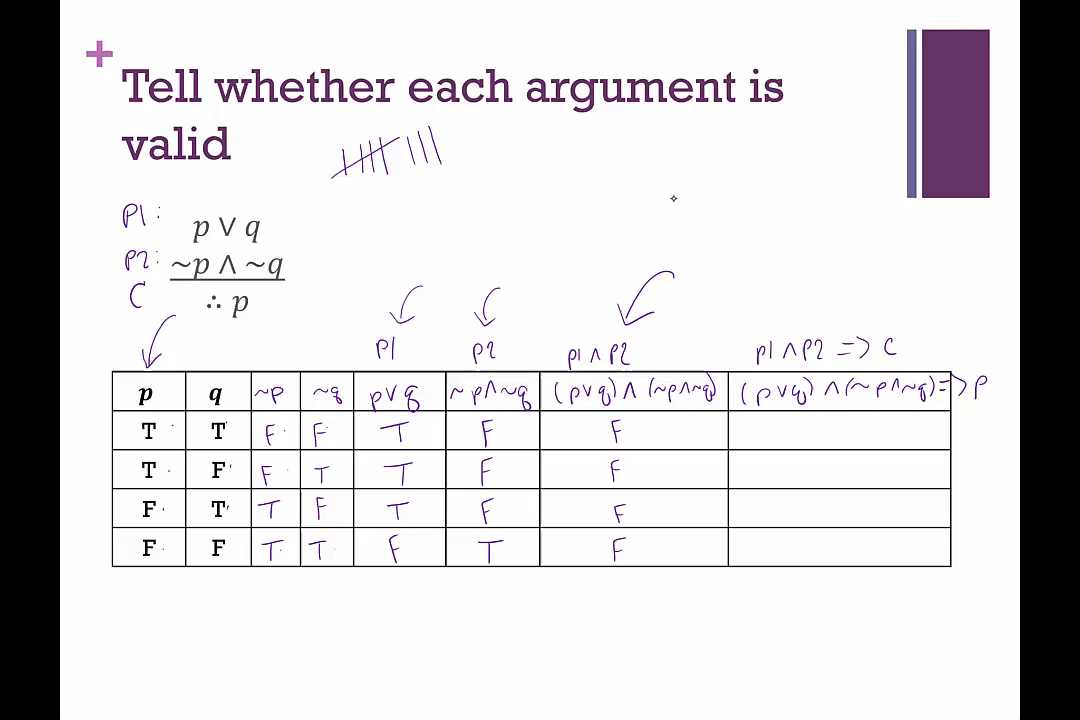 +
Tell whether each argument is
valid
P1: p ∨ q
P2: ~p ∧ ~q
C ∴ p
P1 P2 P1 ∧ P2 P1 ∧ P2 => C
p q ~p ~q p∨q ~p∧~q (p∨q) ∧ (~p∧~q) (p∨q) ∧ (~p∧~q) => p
T T F F T F F
T F F T T F F
F T T F T F F
F F T T F T F